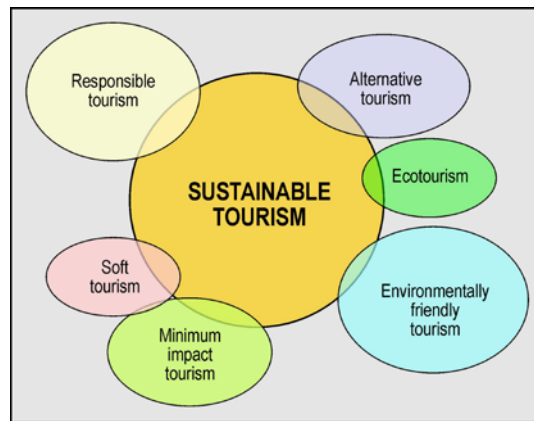 Responsible
tourism
Alternative
tourism
Ecotourism
SUSTAINABLE
TOURISM
Soft
tourism
Environmentally
friendly
tourism
Minimum
impact
tourism